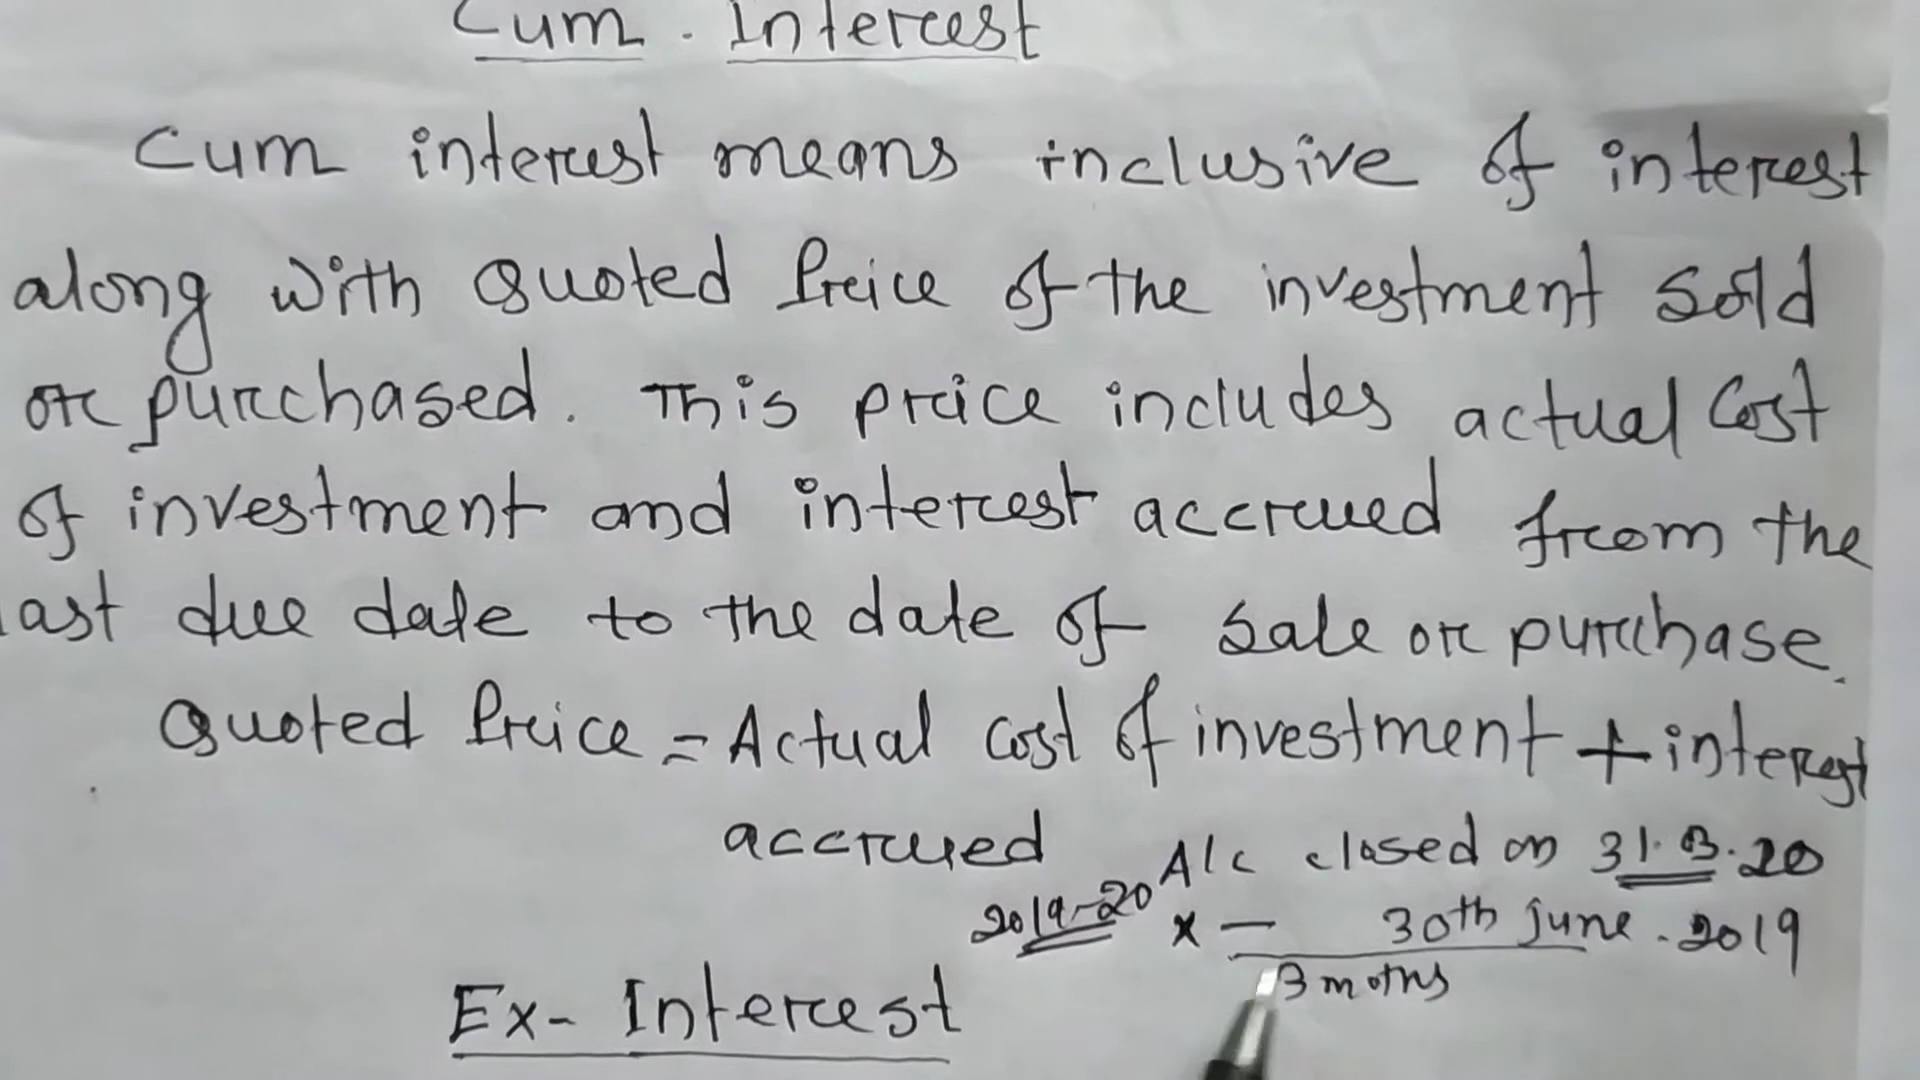 Cum - Interest
Cum interest means inclusive of interest
along with quoted Price of the investment sold
or purchased. This price includes actual Cost
of investment and interest accrued from the
last due date to the date of sale or purchase.
Quoted Price = Actual cost of investment + interest
accrued
A/c closed on 31.3.20
2019-20
x — 30th june. 2019
3 moths
Ex- Interest